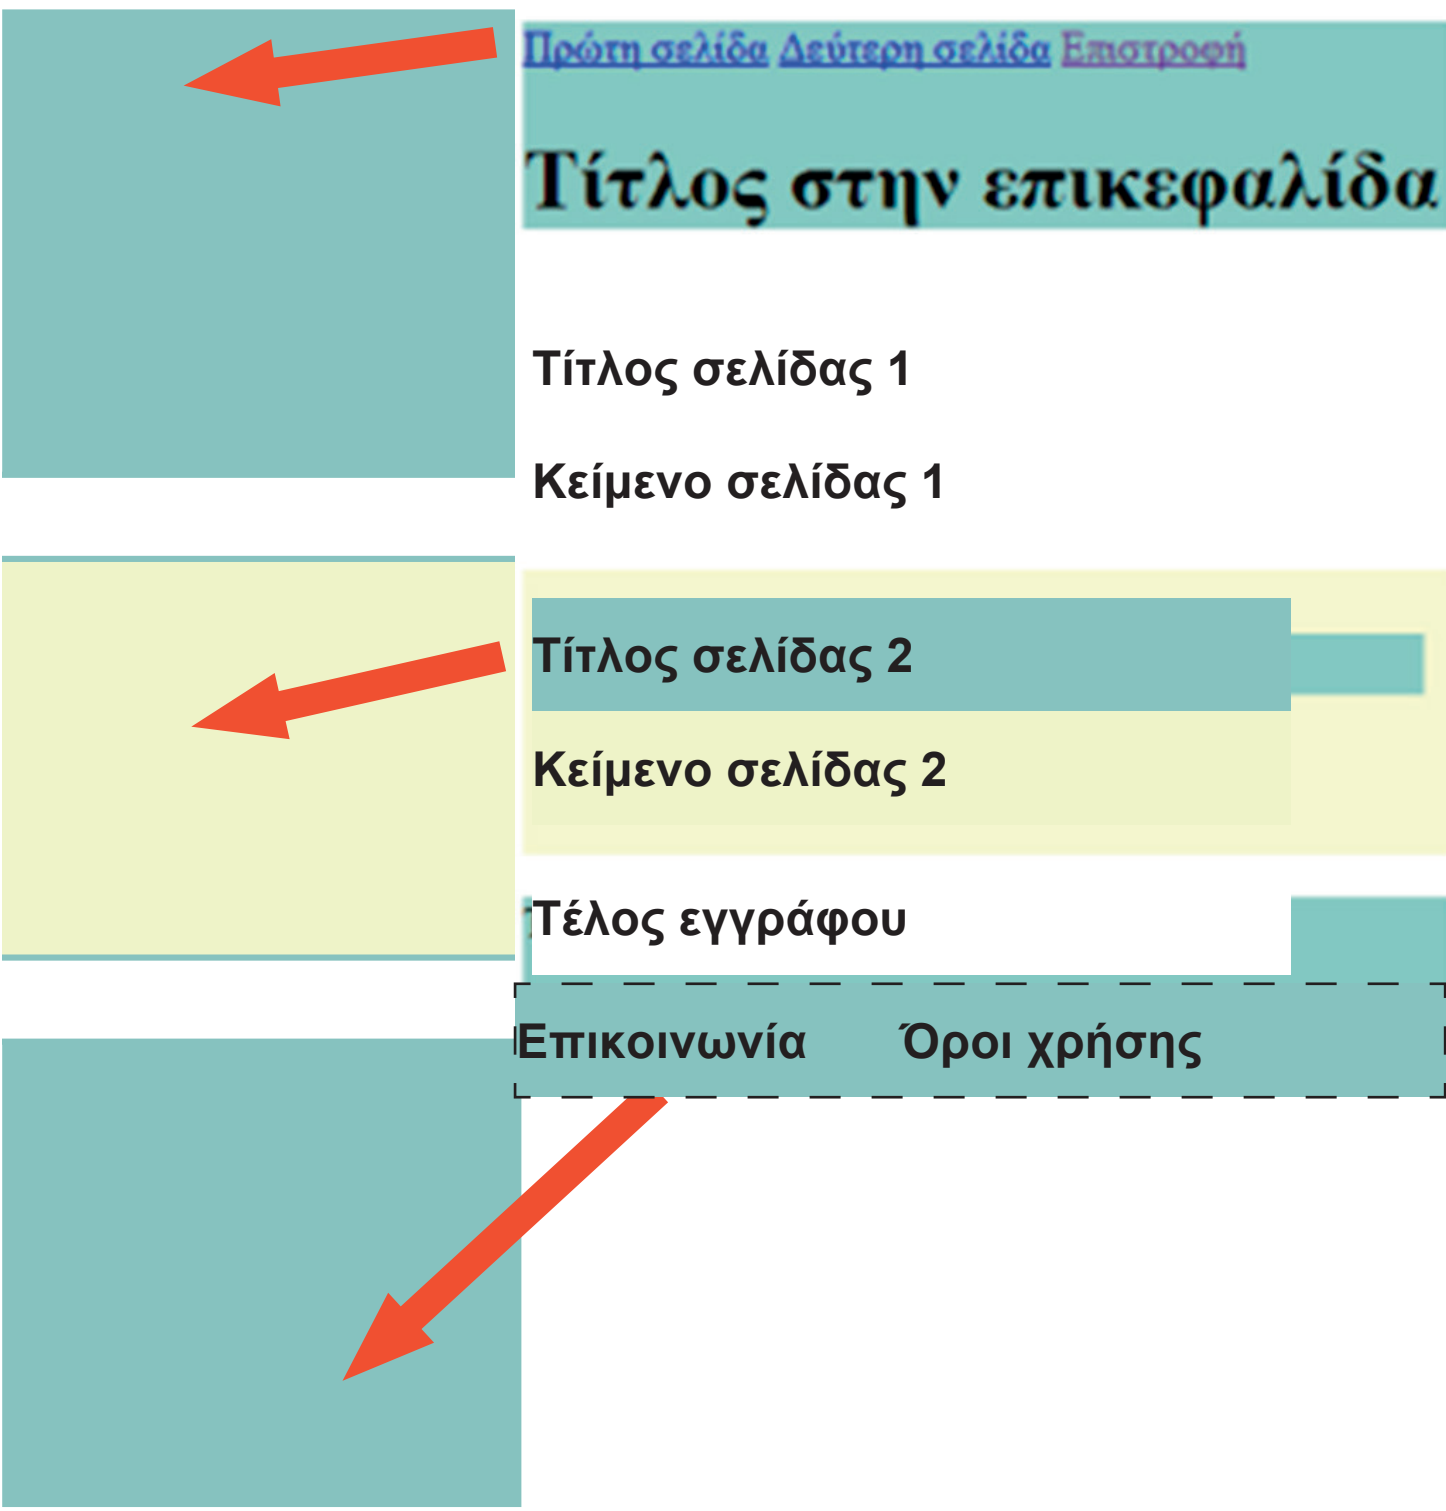 Πρώτη σελίδα Δεύτερη σελίδα Επιστροφή
Τίτλος στην επικεφαλίδα
Τίτλος σελίδας 1
Κείμενο σελίδας 1
Τίτλος σελίδας 2
Κείμενο σελίδας 2
Τέλος εγγράφου
Επικοινωνία Όροι χρήσης